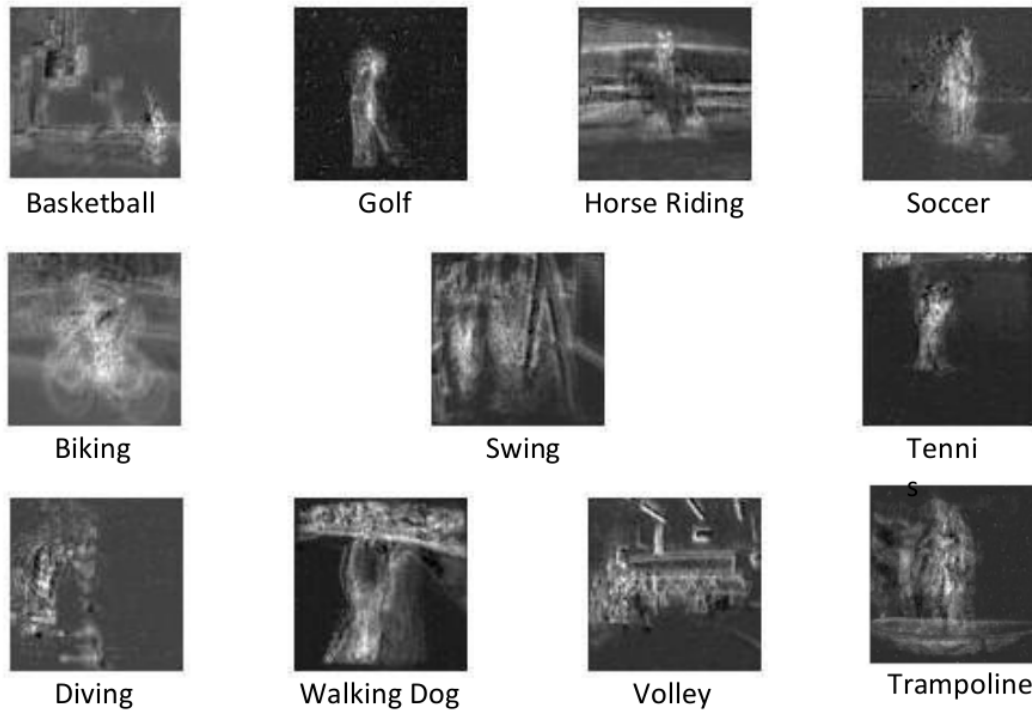 Basketball
Golf
Horse Riding
Soccer
Biking
Swing
Tenni
s
Diving
Walking Dog
Volley
Trampoline